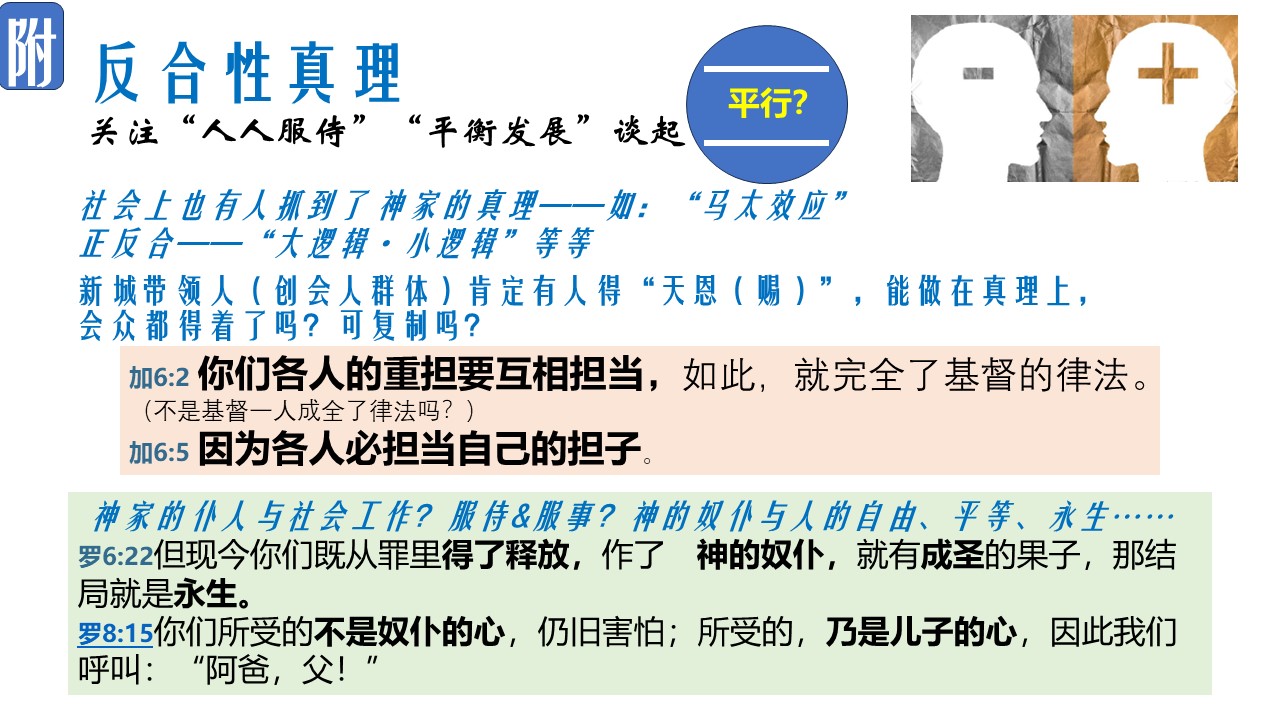 附
反合性真理
关注“人人服侍”“平衡发展”谈起
平行?
社会上也有人抓到了神家的真理——如：“马太效应”
正反合——“大逻辑·小逻辑”等等
新城带领人（创会人群体）肯定有人得“天恩（赐）”，能做在真理上，
会众都得着了吗？可复制吗？
加6:2 你们各人的重担要互相担当，如此，就完全了基督的律法。
（不是基督一人成全了律法吗？）
加6:5 因为各人必担当自己的担子。
神家的仆人与社会工作？服侍&服事？神的奴仆与人的自由、平等、永生……
罗6:22但现今你们既从罪里得了释放，作了　神的奴仆，就有成圣的果子，那结
局就是永生。
罗8:15你们所受的不是奴仆的心，仍旧害怕；所受的，乃是儿子的心，因此我们
呼叫：“阿爸，父！”